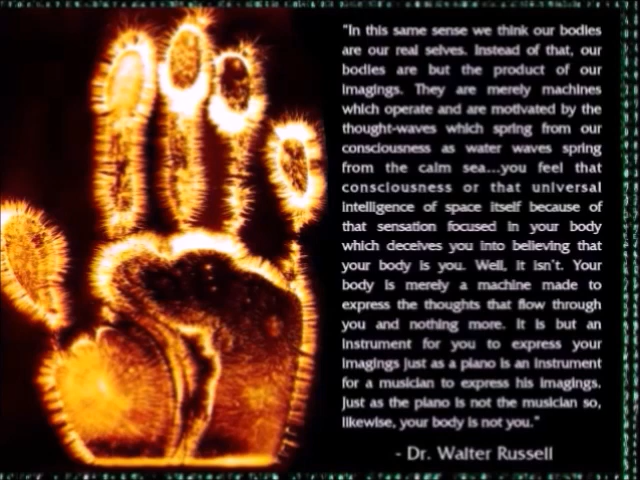 "In this same sense we think our bodies
are our real selves. Instead of that, our
bodies are but the product of our
imagings. They are merely machines
which operate and are motivated by the
thought-waves which spring from our
consciousness as water waves spring
from the calm sea...you feel that
consciousness or that universal
intelligence of space itself because of
that sensation focused in your body
which deceives you into believing that
your body is you. Well, it isn't. Your
body is merely a machine made to
express the thoughts that flow through
you and nothing more. It is but an
instrument for you to express your
imagings just as a piano is an instrument
for a musician to express his imagings.
Just as the piano is not the musician so,
likewise, your body is not you."
- Dr. Walter Russell